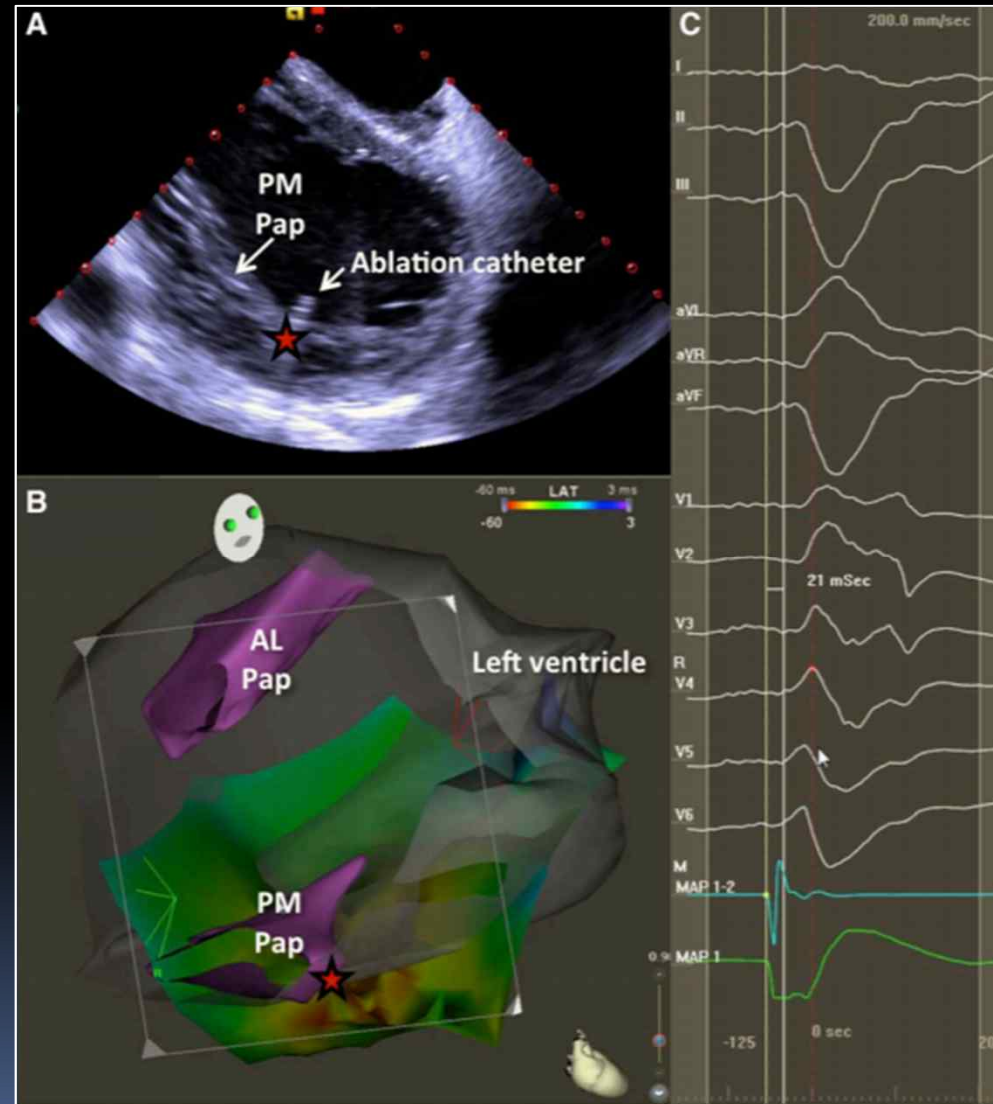 A
PM
Pap
Ablation catheter
B
-60 ms LAT 3 ms
-60 3
AL
Pap
Left ventricle
PM
Pap
C
200.0 mm/sec
I
II
III
aVL
aVR
aVF
V1
V2
21 mSec
V3
R
V4
V5
V6
M
MAP 1-2
MAP 1
0 sec
-125